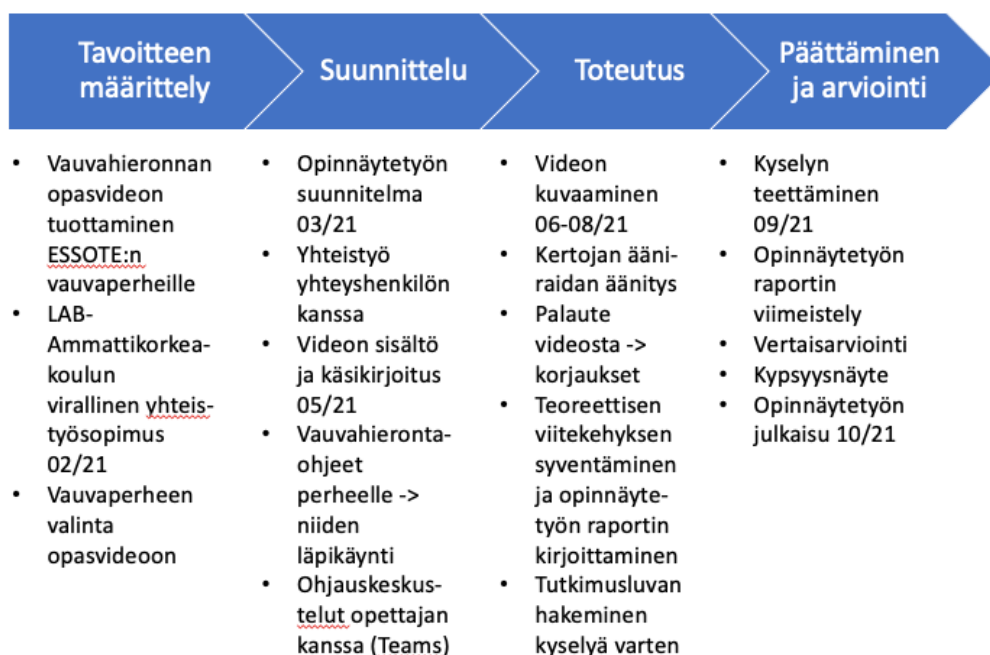 Tavoitteen
määrittely
Suunnittelu
Toteutus
Päättäminen
ja arviointi
• Vauvahieronnan
opasvideon
tuottaminen
ESSOTE:n
vauvaperheille
• LAB-
Ammattikorkea-
koulun
virallinen yhteis-
työsopimus
02/21
• Vauvaperheen
valinta
opasvideoon
• Opinnäytetyön
suunnitelma
03/21
• Yhteistyö
yhteyshenkilön
kanssa
• Videon sisältö
ja käsikirjoitus
05/21
• Vauvahieronta-
ohjeet
perheelle ->
niiden
läpikäynti
• Ohjauskeskus-
telut opettajan
kanssa (Teams)
• Videon
kuvaaminen
06-08/21
• Kertojan ääni-
raidan äänitys
• Palaute
videosta ->
korjaukset
• Teoreettisen
viitekehyksen
syventäminen
ja opinnäyte-
työn raportin
kirjoittaminen
• Tutkimusluvan
hakeminen
kyselyä varten
• Kyselyn
teettäminen
09/21
• Opinnäytetyön
raportin
viimeistely
• Vertaisarviointi
• Kypsyysnäyte
• Opinnäytetyön
julkaisu 10/21